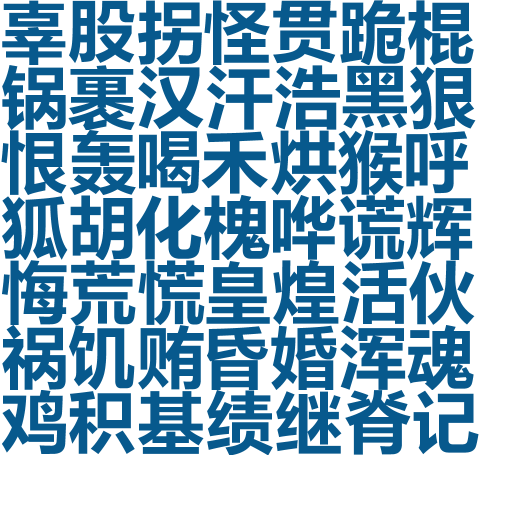 辜股拐怪贯跪棍
锅裹汉汗浩黑狠
恨轰喝禾烘猴呼
狐胡化槐哗谎辉
悔荒慌皇煌活伙
祸饥贿昏婚浑魂
鸡积基绩继脊记